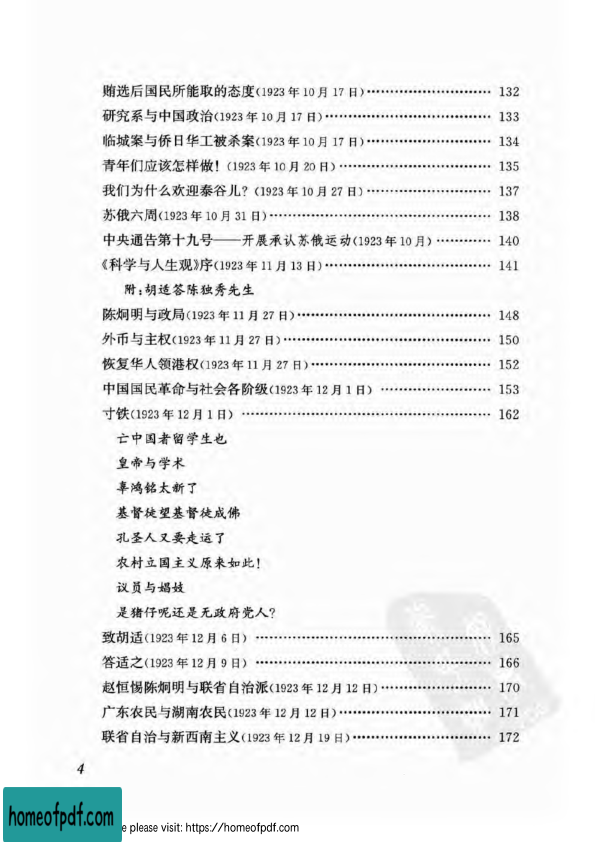 贿选后国民所能取的态度(1923年10月17日)………………………… 132
研究系与中国政治(1923年10月17日)………………………………… 133
临城案与侨日华工被杀案(1923年10月17日)………………………… 134
青年们应该怎样做!(1923年10月20日)……………………………… 135
我们为什么欢迎泰谷儿?(1923年10月27日)………………………… 137
苏俄六周(1923年10月31日)…………………………………………… 138
中央通告第十九号——开展承认苏俄运动(1923年10月)………… 140
《科学与人生观》序(1923年11月13日)………………………………… 141
附:胡适答陈独秀先生
陈炯明与政局(1923年11月27日)……………………………………… 148
外币与主权(1923年11月27日)………………………………………… 150
恢复华人领港权(1923年11月27日)…………………………………… 152
中国国民革命与社会各阶级(1923年12月1日)……………………… 153
寸铁(1923年12月1日)………………………………………………… 162
亡中国者留学生也
皇帝与学术
辜鸿铭太新了
基督徒望基督徒成佛
孔圣人又要走运了
农村立国主义原来如此!
议员与娼妓
是猪仔呢还是无政府党人?
致胡适(1923年12月6日)……………………………………………… 165
答适之(1923年12月9日)……………………………………………… 166
赵恒惕陈炯明与联省自治派(1923年12月12日)……………………… 170
广东农民与湖南农民(1923年12月12日)……………………………… 171
联省自治与新西南主义(1923年12月19日)…………………………… 172
4
homeofpdf.com
e please visit: https://homeofpdf.com